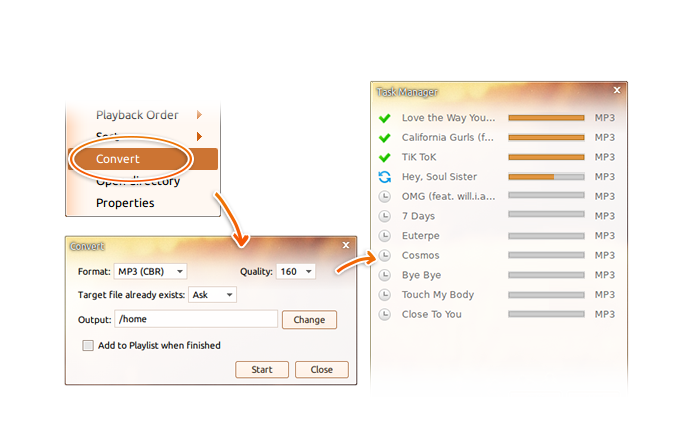 Playback Order
Convert
Open directory
Properties
Convert x
Format: MP3 (CBR) Quality: 160
Target file already exists: Ask
Output: /home Change
Add to Playlist when finished
Start Close
Task Manager x
Love the Way You... MP3
California Gurls (f... MP3
TiK ToK MP3
Hey, Soul Sister MP3
OMG (feat. will.i.a... MP3
7 Days MP3
Euterpe MP3
Cosmos MP3
Bye Bye MP3
Touch My Body MP3
Close To You MP3